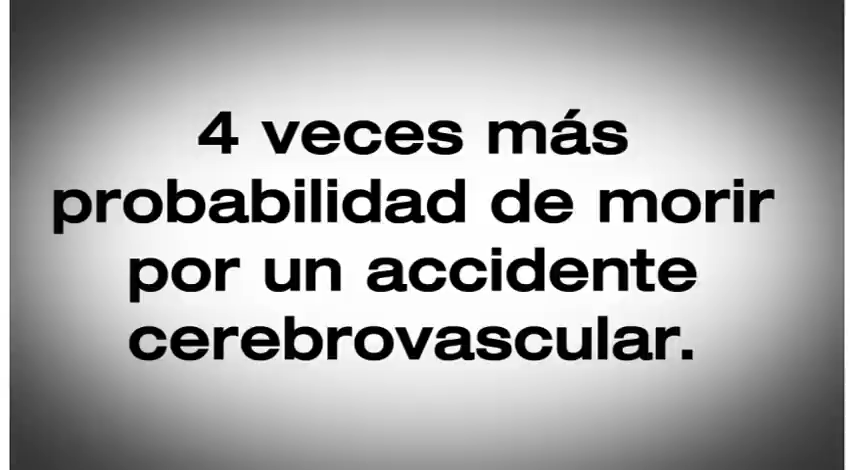 4 veces más
probabilidad de morir
por un accidente
cerebrovascular.